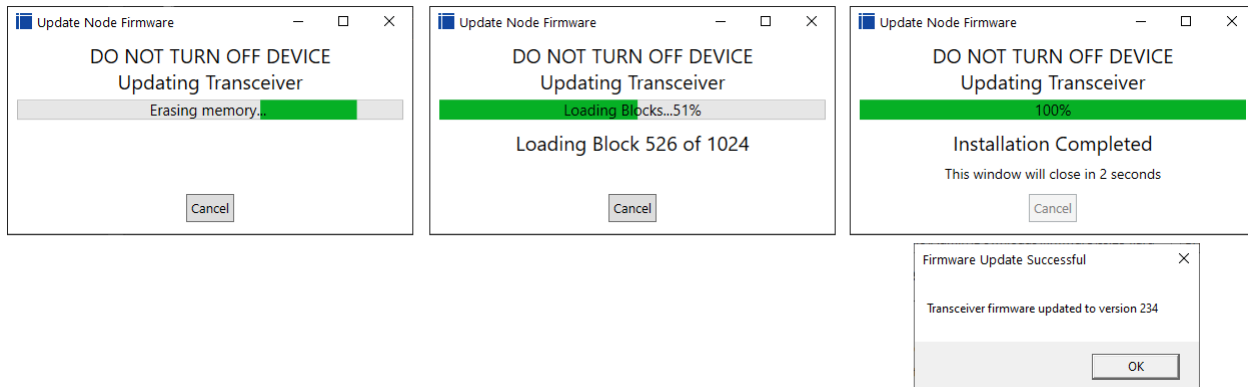 Update Node Firmware
DO NOT TURN OFF DEVICE
Updating Transceiver
Erasing memory...
Cancel
Update Node Firmware
DO NOT TURN OFF DEVICE
Updating Transceiver
Loading Blocks...51%
Loading Block 526 of 1024
Cancel
Update Node Firmware
DO NOT TURN OFF DEVICE
Updating Transceiver
100%
Installation Completed
This window will close in 2 seconds
Cancel
Firmware Update Successful
Transceiver firmware updated to version 234
OK